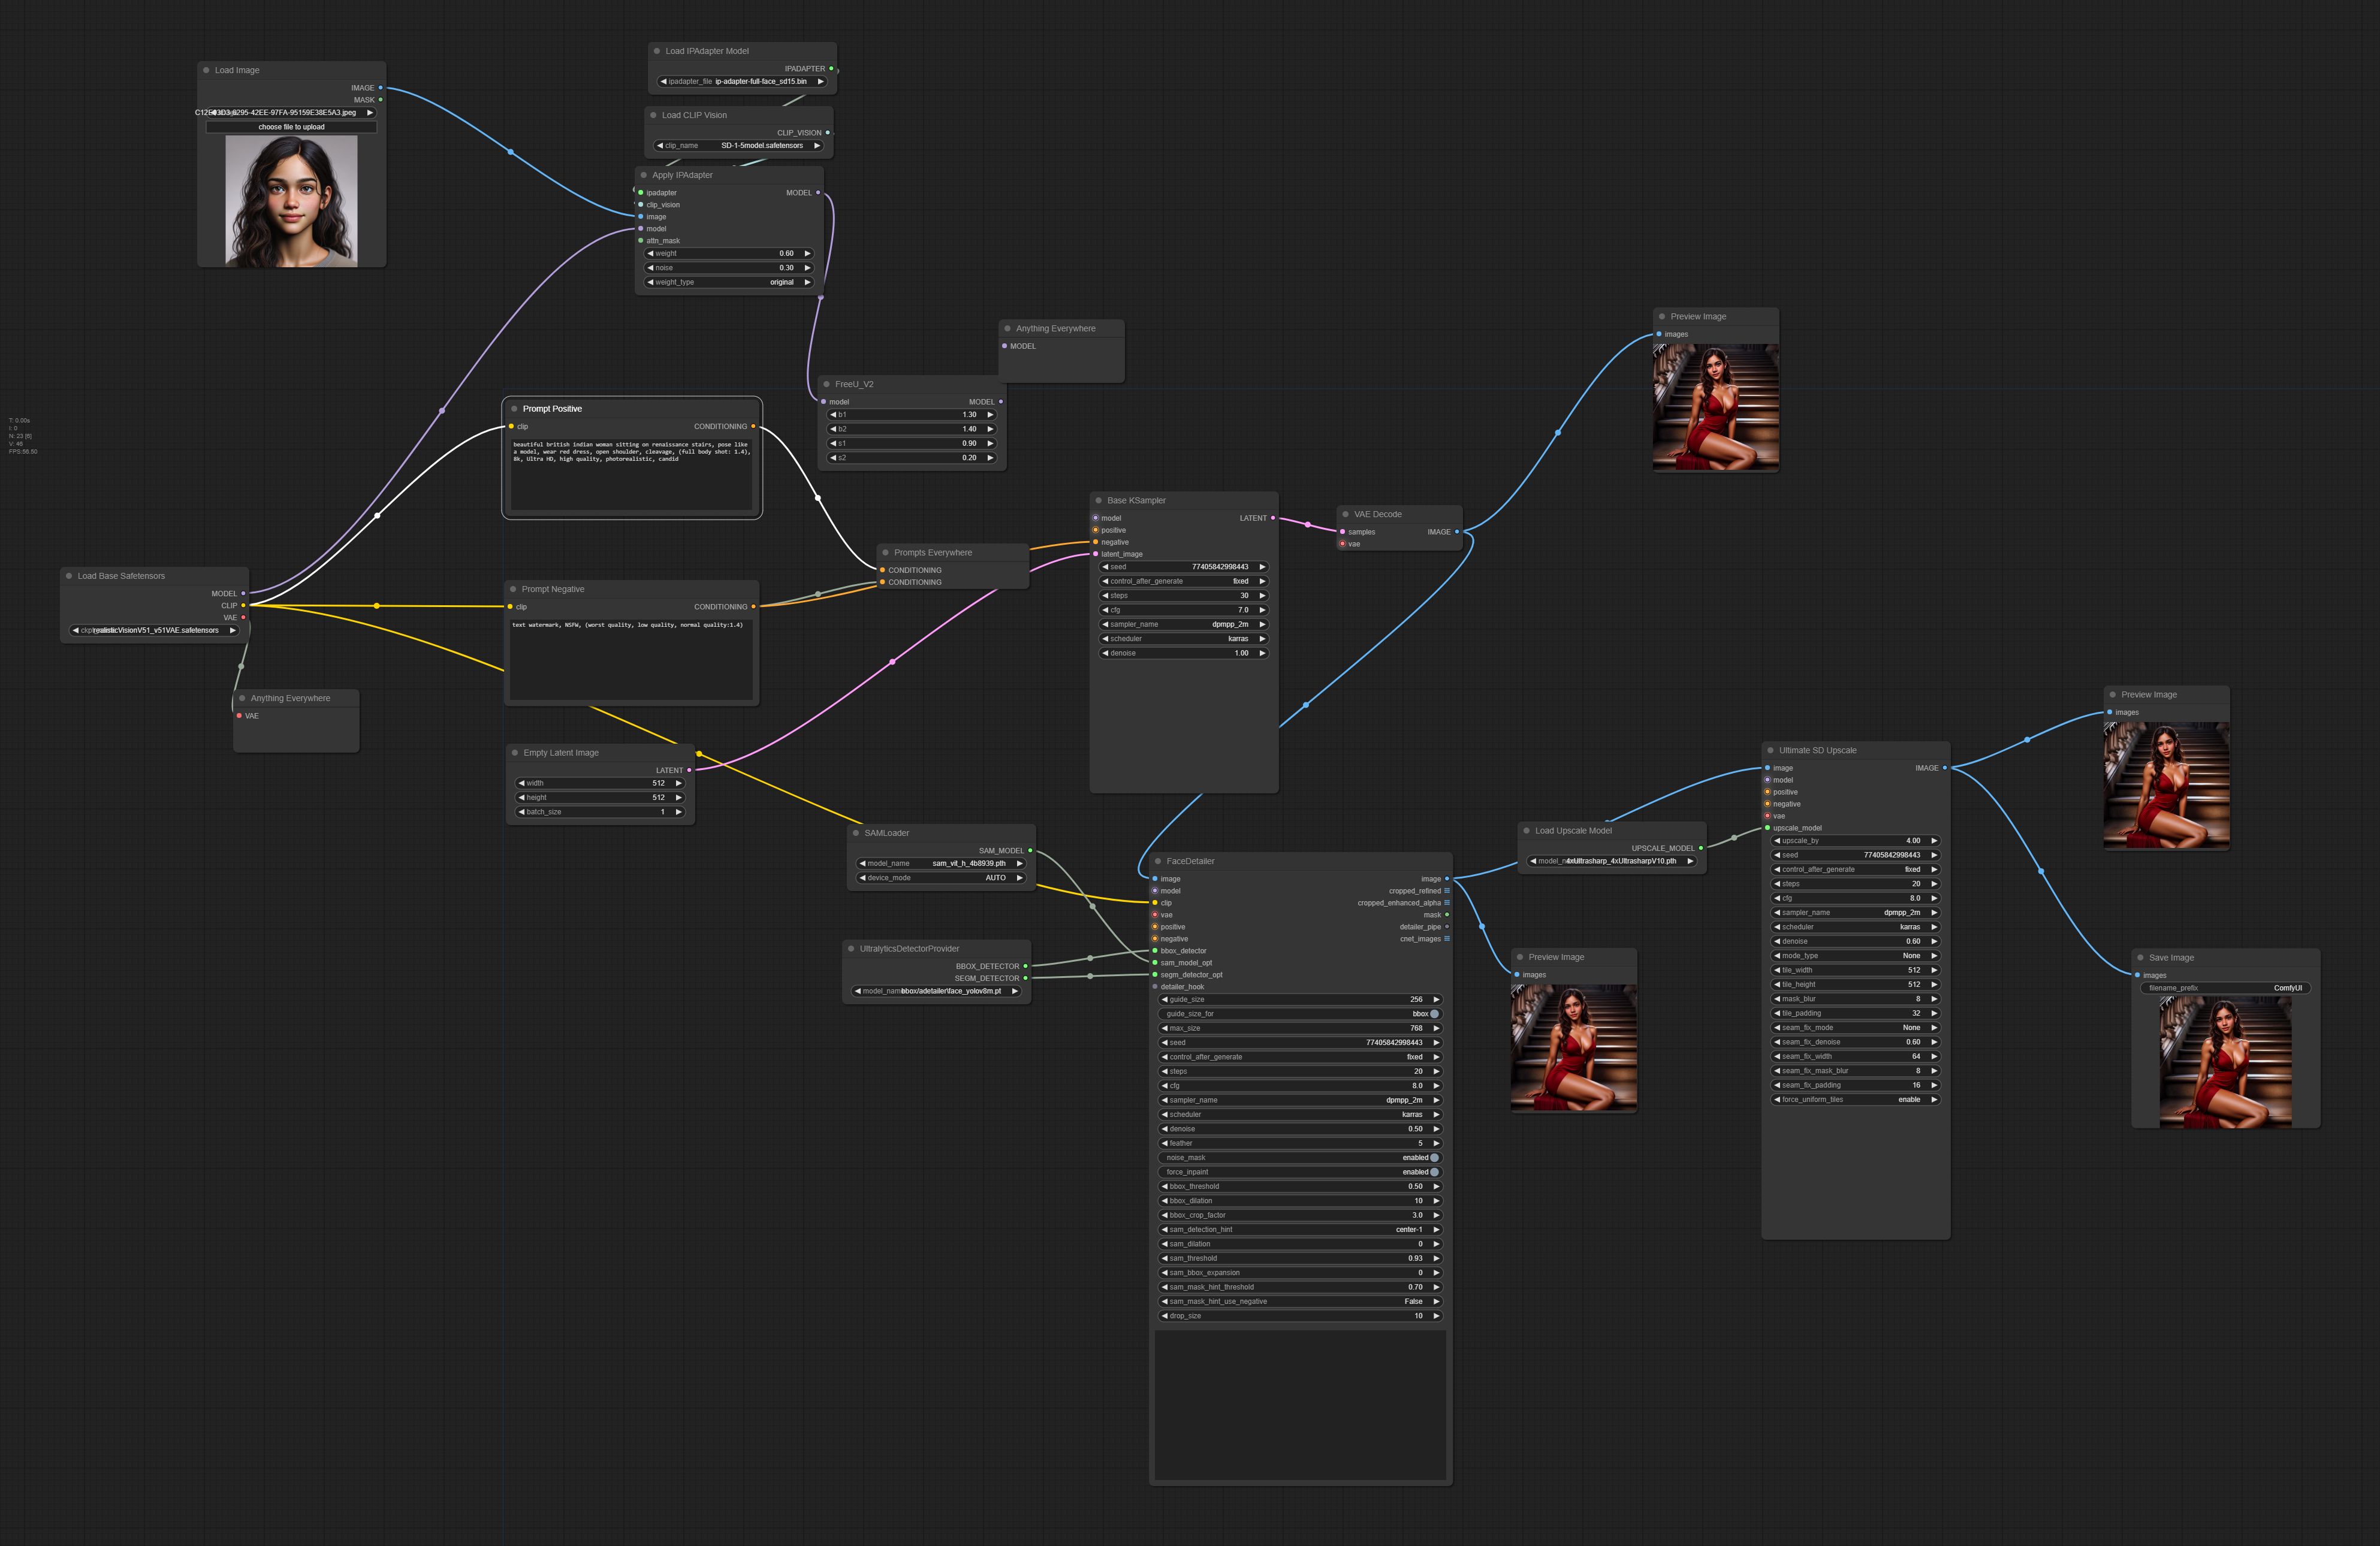 Load Image
IMAGE
MASK
choose file to upload
Load IPAdapter Model
IPADAPTER
ipadapter_file ip-adapter-full-face_sd15.bin
Load CLIP Vision
CLIP_VISION
clip_name SD-1-5model.safetensors
Apply IPAdapter
ipadapter MODEL
clip_vision
image
model
attn_mask
weight 0.60
noise 0.30
weight_type original
Anything Everywhere
MODEL
FreeU_V2
model MODEL
b1 1.30
b2 1.40
s1 0.90
s2 0.20
T: 0.00s
I: 0
N: 23 [6]
V: 46
FPS:56.50
Prompt Positive
clip CONDITIONING
beautiful british indian woman sitting on renaissance stairs, pose like
a model, wear red dress, open shoulder, cleavage, (full body shot: 1.4),
8k, Ultra HD, high quality, photorealistic, candid
Prompts Everywhere
CONDITIONING
CONDITIONING
Load Base Safetensors
MODEL
CLIP
VAE
realisticVisionV51_v51VAE.safetensors
Anything Everywhere
VAE
Prompt Negative
clip CONDITIONING
text watermark, NSFW, (worst quality, low quality, normal quality:1.4)
Empty Latent Image
LATENT
width 512
height 512
batch_size 1
Base KSampler
model LATENT
positive
negative
latent_image
seed 77405842998443
control_after_generate fixed
steps 30
cfg 7.0
sampler_name dpmpp_2m
scheduler karras
denoise 1.00
VAE Decode
samples IMAGE
vae
Preview Image
images
SAMLoader
SAM_MODEL
model_name sam_vit_h_4b8939.pth
device_mode AUTO
UltralyticsDetectorProvider
BBOX_DETECTOR
SEGM_DETECTOR
model_name bbox/adetailer\face_yolov8m.pt
FaceDetailer
image image
model cropped_refined
clip cropped_enhanced_alpha
vae mask
positive detailer_pipe
negative cnet_images
bbox_detector
sam_model_opt
segm_detector_opt
detailer_hook
guide_size 256
guide_size_for bbox
max_size 768
seed 77405842998443
control_after_generate fixed
steps 20
cfg 8.0
sampler_name dpmpp_2m
scheduler karras
denoise 0.50
feather 5
noise_mask enabled
force_inpaint enabled
bbox_threshold 0.50
bbox_dilation 10
bbox_crop_factor 3.0
sam_detection_hint center-1
sam_dilation 0
sam_threshold 0.93
sam_bbox_expansion 0
sam_mask_hint_threshold 0.70
sam_mask_hint_use_negative False
drop_size 10
Load Upscale Model
UPSCALE_MODEL
4xUltrasharp_4xUltrasharpV10.pth
Preview Image
images
Ultimate SD Upscale
image IMAGE
model
positive
negative
vae
upscale_model
upscale_by 4.00
seed 77405842998443
control_after_generate fixed
steps 20
cfg 8.0
sampler_name dpmpp_2m
scheduler karras
denoise 0.60
mode_type None
tile_width 512
tile_height 512
mask_blur 8
tile_padding 32
seam_fix_mode None
seam_fix_denoise 0.60
seam_fix_width 64
seam_fix_mask_blur 8
seam_fix_padding 16
force_uniform_tiles enable
Preview Image
images
Save Image
images
filename_prefix ComfyUI